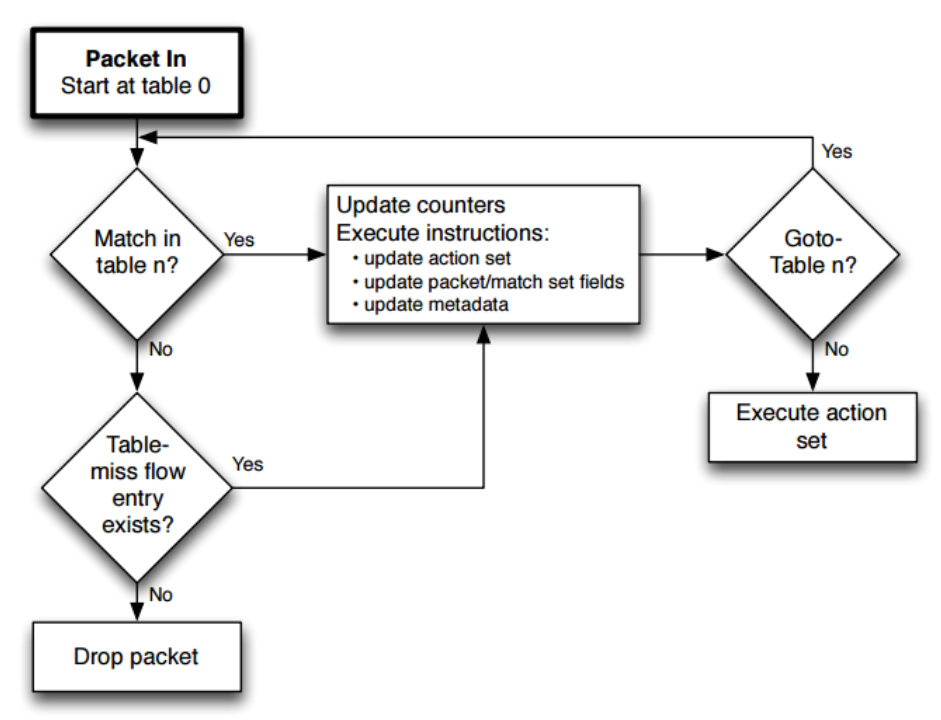 Packet In
Start at table 0
Yes
Match in
table n?
Yes
Update counters
Execute instructions:
• update action set
• update packet/match set fields
• update metadata
Goto-
Table n?
No
No
Execute action
set
Table-
miss flow
entry
exists?
Yes
No
Drop packet